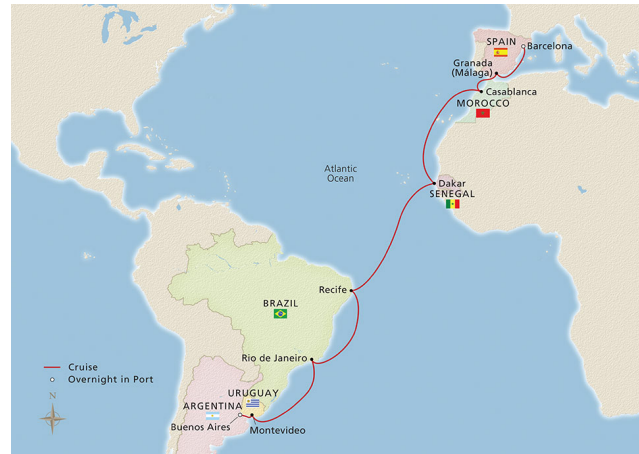 SPAIN
Barcelona
Granada
(Málaga)
Casablanca
MOROCCO
Atlantic
Ocean
Dakar
SENEGAL
Recife
BRAZIL
Rio de Janeiro
Cruise
Overnight in Port
N
URUGUAY
ARGENTINA
Buenos Aires
Montevideo